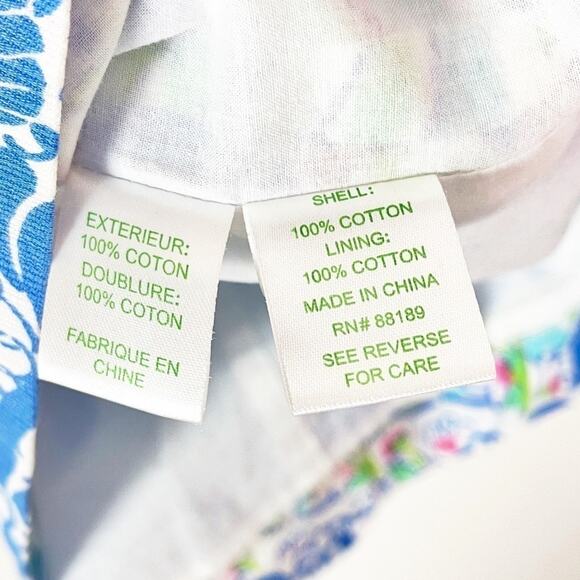 EXTERIEUR:
100% COTON
DOUBLURE:
100% COTON
FABRIQUE EN
CHINE
SHELL:
100% COTTON
LINING:
100% COTTON
MADE IN CHINA
RN# 88189
SEE REVERSE
FOR CARE